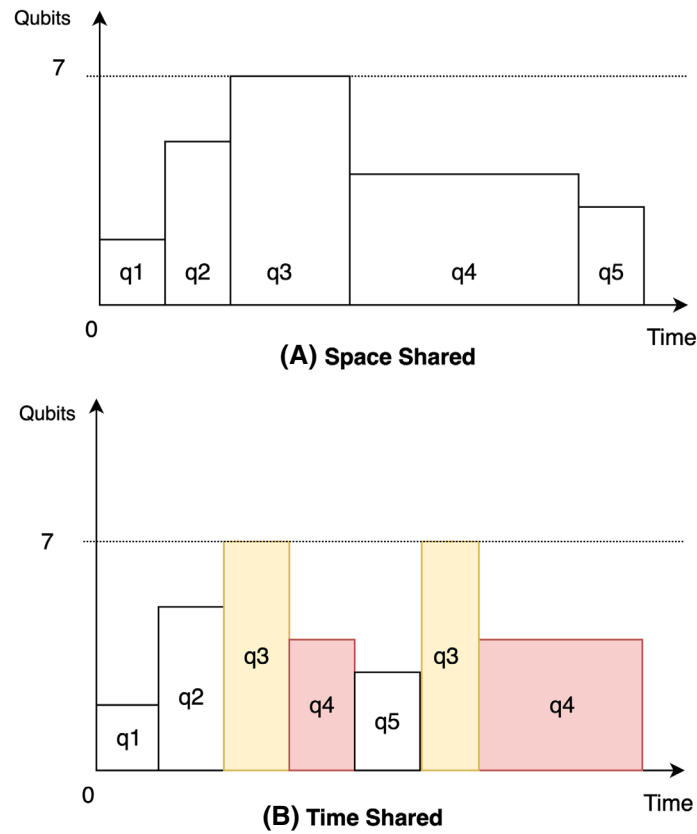 Qubits
7
q1 q2 q3 q4 q5
0
Time
(A) Space Shared
Qubits
7
q3 q3
q2 q4 q4
q1 q5
0
Time
(B) Time Shared